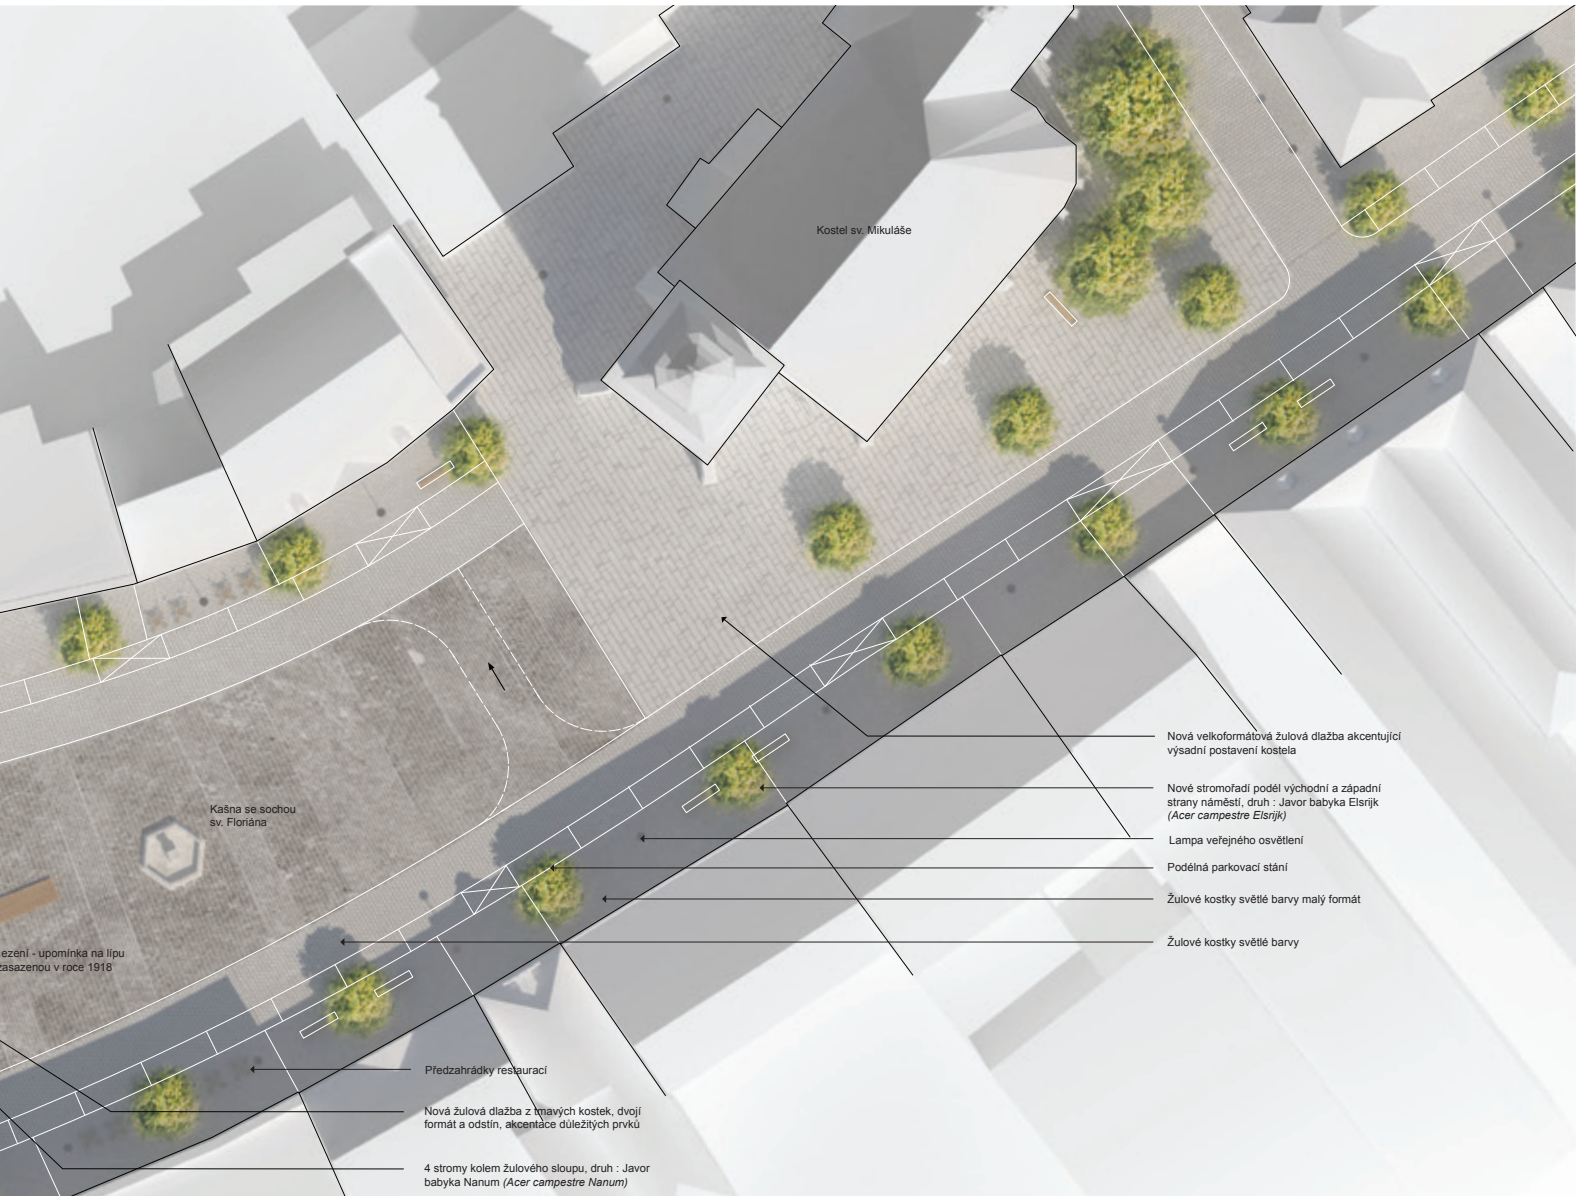 Kostel sv. Mikuláše
Nová velkoformátová žulová dlažba akcentující
výsadní postavení kostela
Nové stromořadí podél východní a západní
strany náměstí, druh : Javor babyka Elsrijk
(Acer campestre Elsrijk)
Kašna se sochou
sv. Floriána
Lampa veřejného osvětlení
Podélná parkovací stání
Žulové kostky světlé barvy malý formát
Žulové kostky světlé barvy
ezení - upomínka na lípu
zasazenou v roce 1918
Předzahrádky restaurací
Nová žulová dlažba z tmavých kostek, dvojí
formát a odstín, akcentace důležitých prvků
4 stromy kolem žulového sloupu, druh : Javor
babyka Nanum (Acer campestre Nanum)